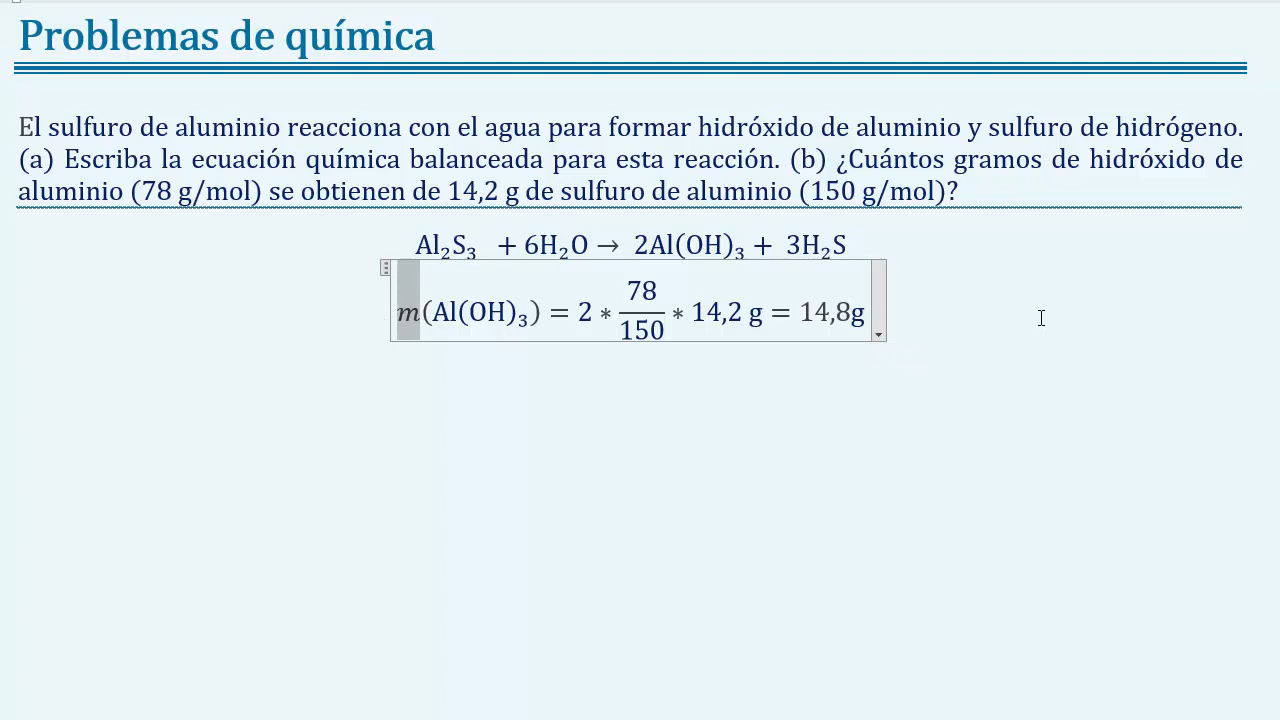 Problemas de química
El sulfuro de aluminio reacciona con el agua para formar hidróxido de aluminio y sulfuro de hidrógeno.
(a) Escriba la ecuación química balanceada para esta reacción. (b) ¿Cuántos gramos de hidróxido de
aluminio (78 g/mol) se obtienen de 14,2 g de sulfuro de aluminio (150 g/mol)?
Al₂S₃ + 6H₂O → 2Al(OH)₃ + 3H₂S
m(Al(OH)₃) = 2 ∗ 78/150 ∗ 14,2 g = 14,8g